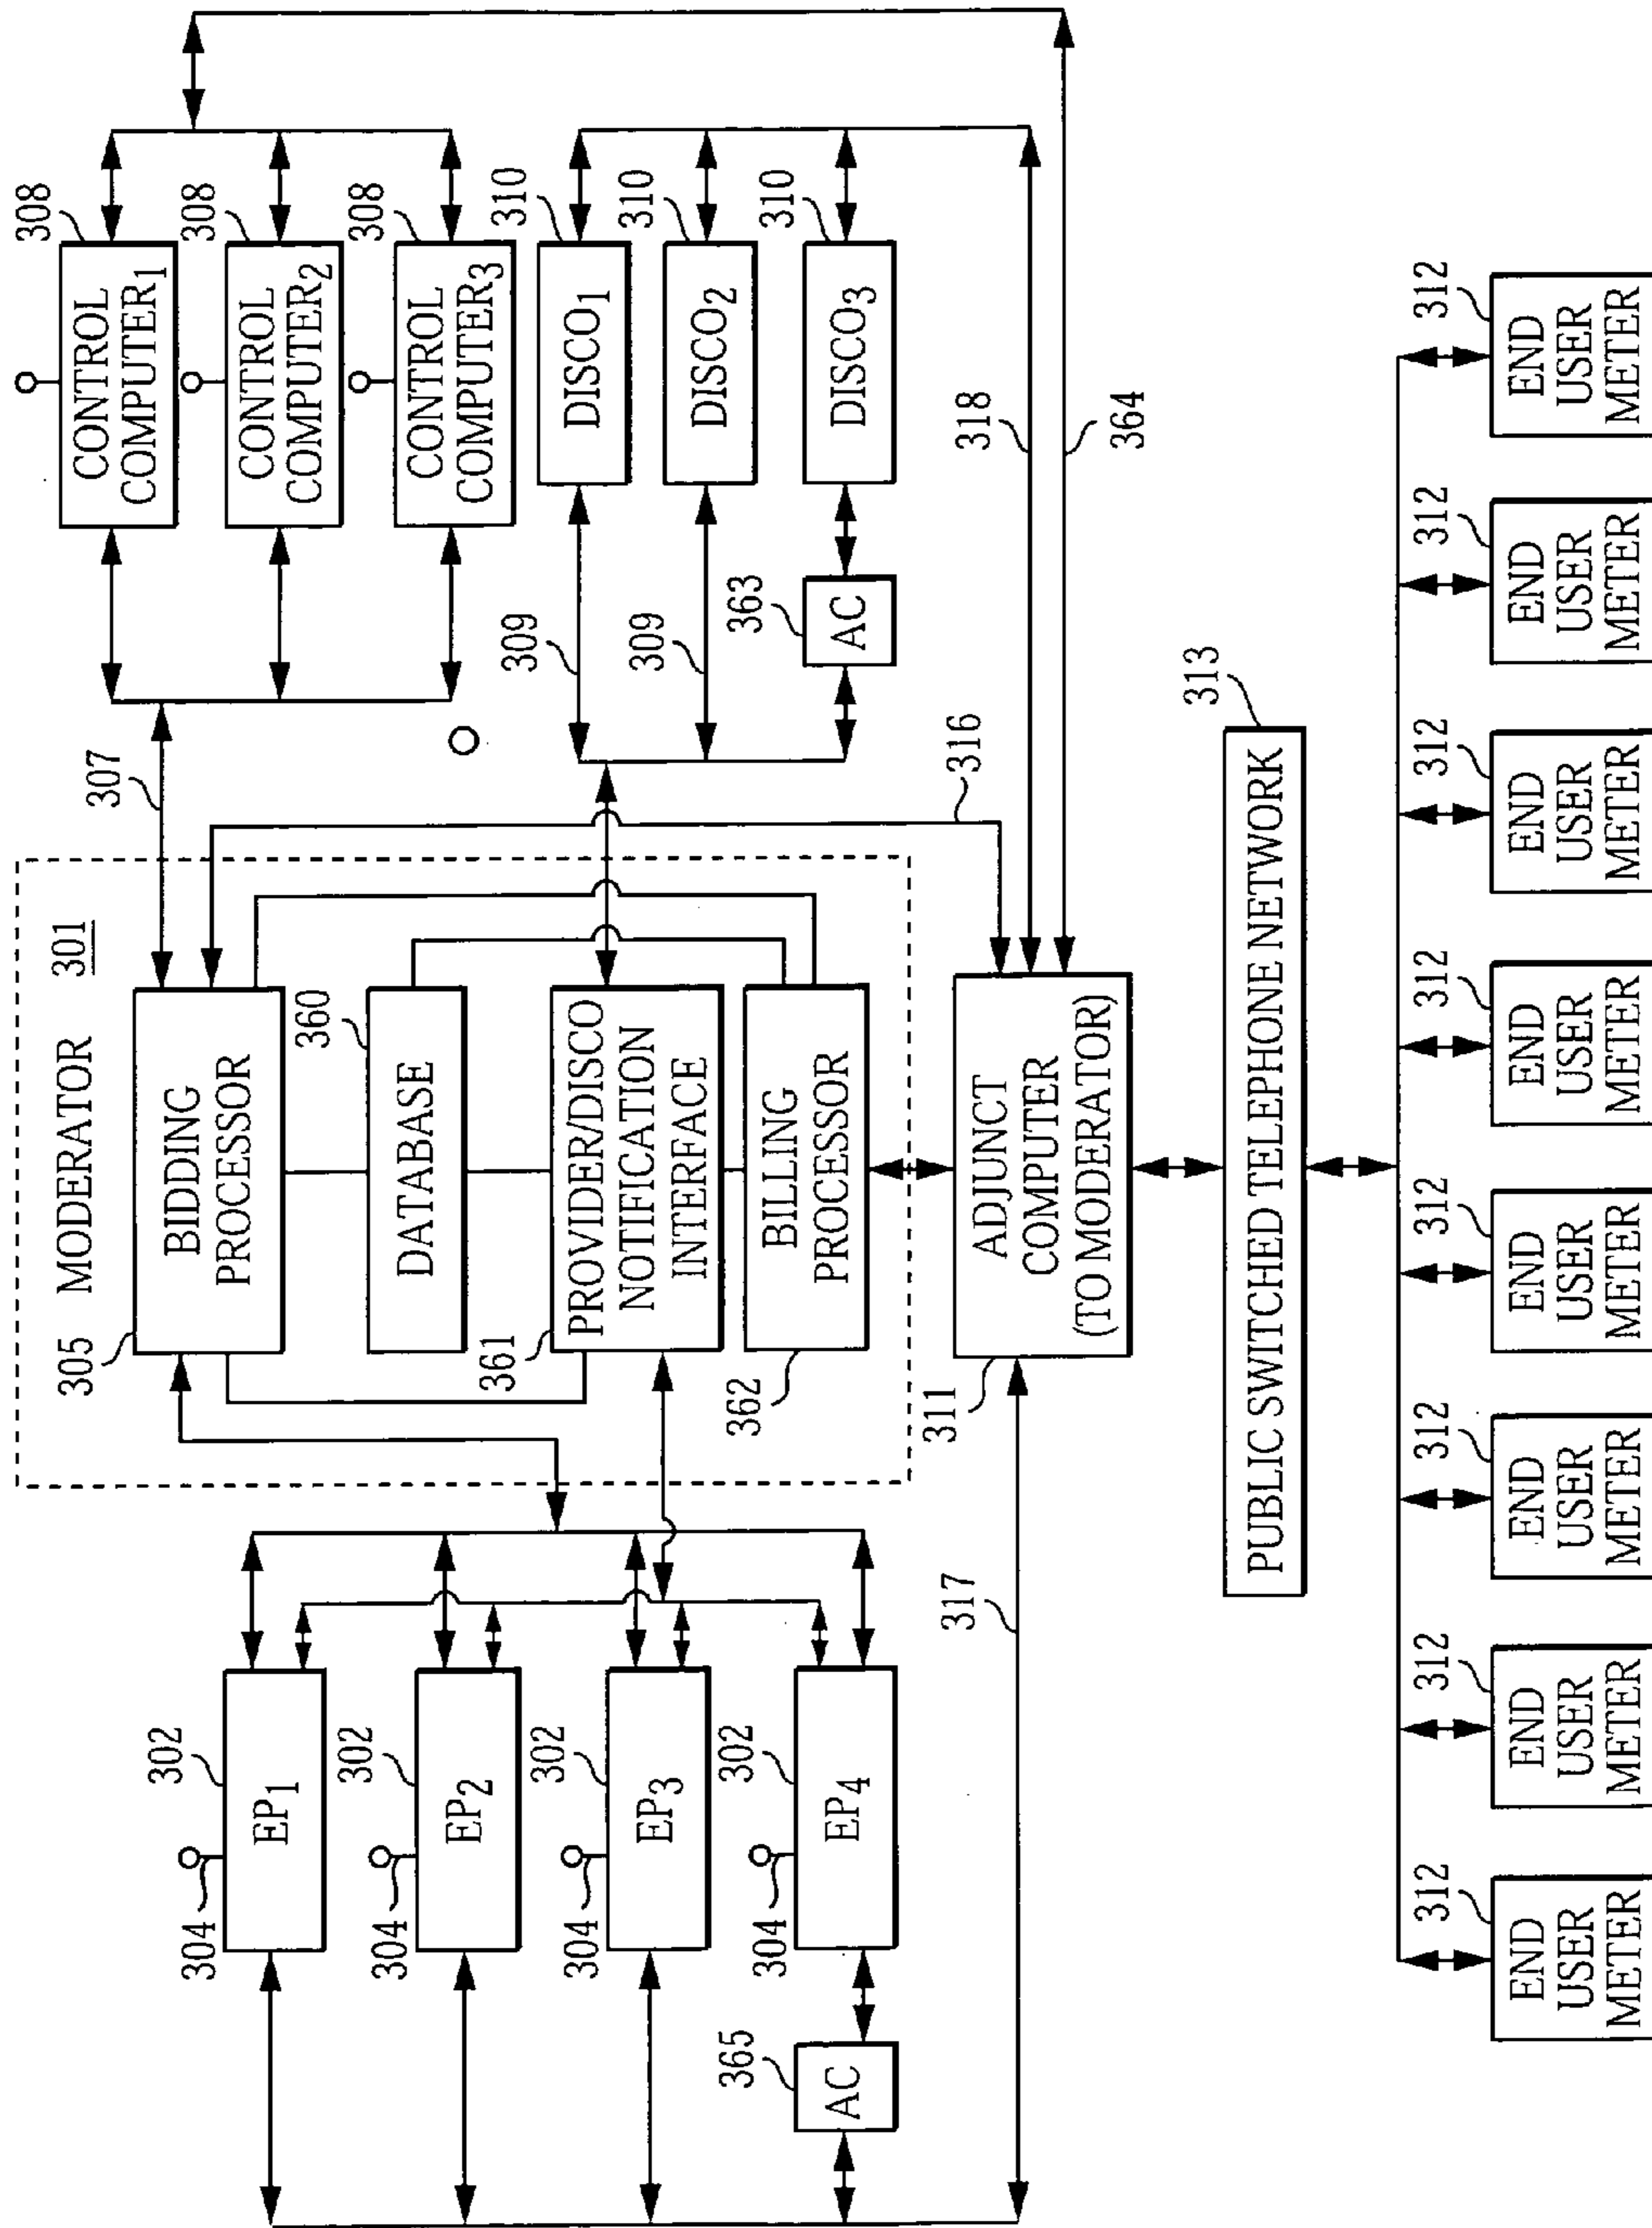 MODERATOR 301
305
BIDDING
PROCESSOR
360
DATABASE
361
PROVIDER/DISCO
NOTIFICATION
INTERFACE
362
BILLING
PROCESSOR
302
304
EP1
302
304
EP2
302
304
EP3
302
304
EP4
365
AC
307
308
CONTROL
COMPUTER1
308
CONTROL
COMPUTER2
308
CONTROL
COMPUTER3
309
310
DISCO1
309
310
DISCO2
363
AC
310
DISCO3
316
317
318
364
311
ADJUNCT
COMPUTER
(TO MODERATOR)
313
PUBLIC SWITCHED TELEPHONE NETWORK
312
END
USER
METER
312
END
USER
METER
312
END
USER
METER
312
END
USER
METER
312
END
USER
METER
312
END
USER
METER
312
END
USER
METER
312
END
USER
METER